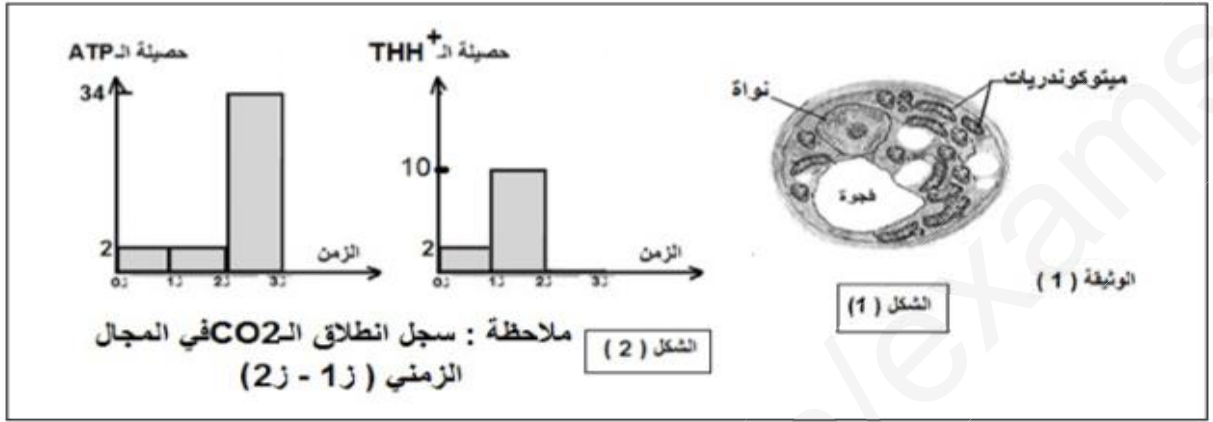 حصيلة الـATP
34
2
الزمن
ز0 ز1 ز2 ز3
حصيلة الـ THH+
10
2
الزمن
ز0 ز1 ز2 ز3
ملاحظة : سجل انطلاق الـCO2في المجال
الزمني ( ز1 - ز2)
الشكل ( 2 )
نواة
ميتوكوندريات
فجوة
الشكل (1)
الوثيقة ( 1 )
/exams